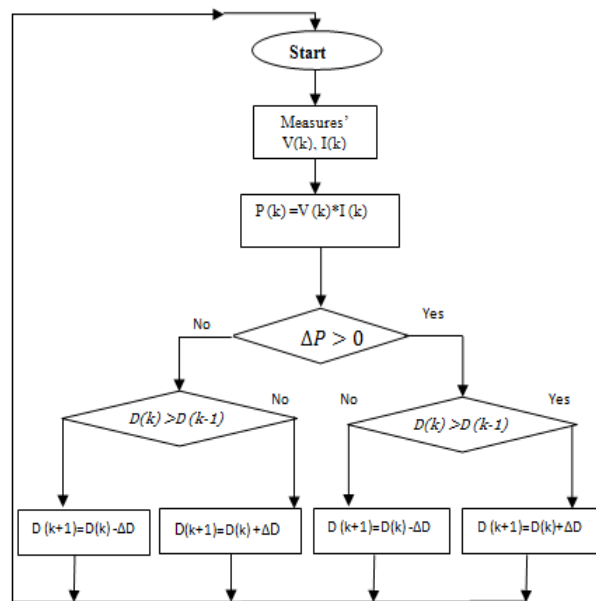 Start
Measures’
V(k), I(k)
P(k)=V(k)*I(k)
No
Yes
ΔP > 0
No
No
Yes
D(k) >D(k-1)
D(k) >D(k-1)
D(k+1)=D(k)-ΔD
D(k+1)=D(k)+ΔD
D(k+1)=D(k)-ΔD
D(k+1)=D(k)+ΔD